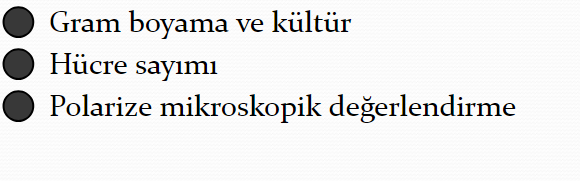 Gram boyama ve kültür
Hücre sayımı
Polarize mikroskopik değerlendirme